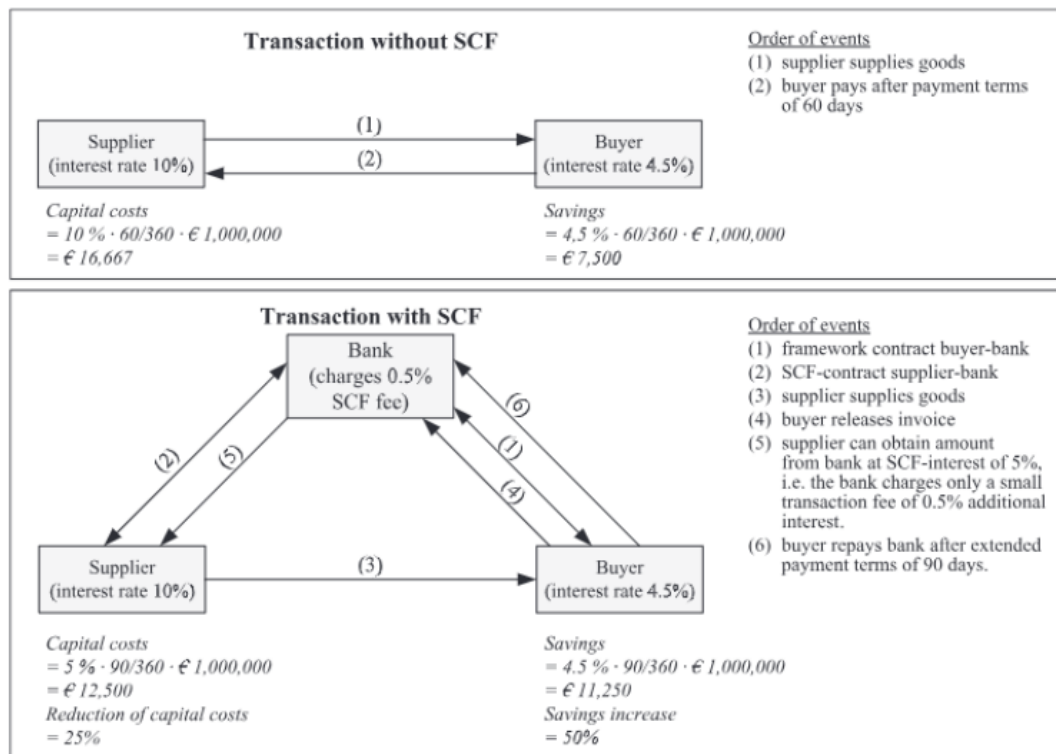 Transaction without SCF
Order of events
(1) supplier supplies goods
(2) buyer pays after payment terms
of 60 days
(1)
Supplier
(interest rate 10%)
Buyer
(interest rate 4.5%)
(2)
Capital costs
= 10 % · 60/360 · € 1,000,000
= € 16,667
Savings
= 4,5 % · 60/360 · € 1,000,000
= € 7,500
Transaction with SCF
Order of events
(1) framework contract buyer-bank
(2) SCF-contract supplier-bank
(3) supplier supplies goods
(4) buyer releases invoice
(5) supplier can obtain amount
from bank at SCF-interest of 5%,
i.e. the bank charges only a small
transaction fee of 0.5% additional
interest.
(6) buyer repays bank after extended
payment terms of 90 days.
Bank
(charges 0.5%
SCF fee)
(6)
(1)
(2)
(5)
(4)
Supplier
(interest rate 10%)
(3)
Buyer
(interest rate 4.5%)
Capital costs
= 5 % · 90/360 · € 1,000,000
= € 12,500
Reduction of capital costs
= 25%
Savings
= 4.5 % · 90/360 · € 1,000,000
= € 11,250
Savings increase
= 50%